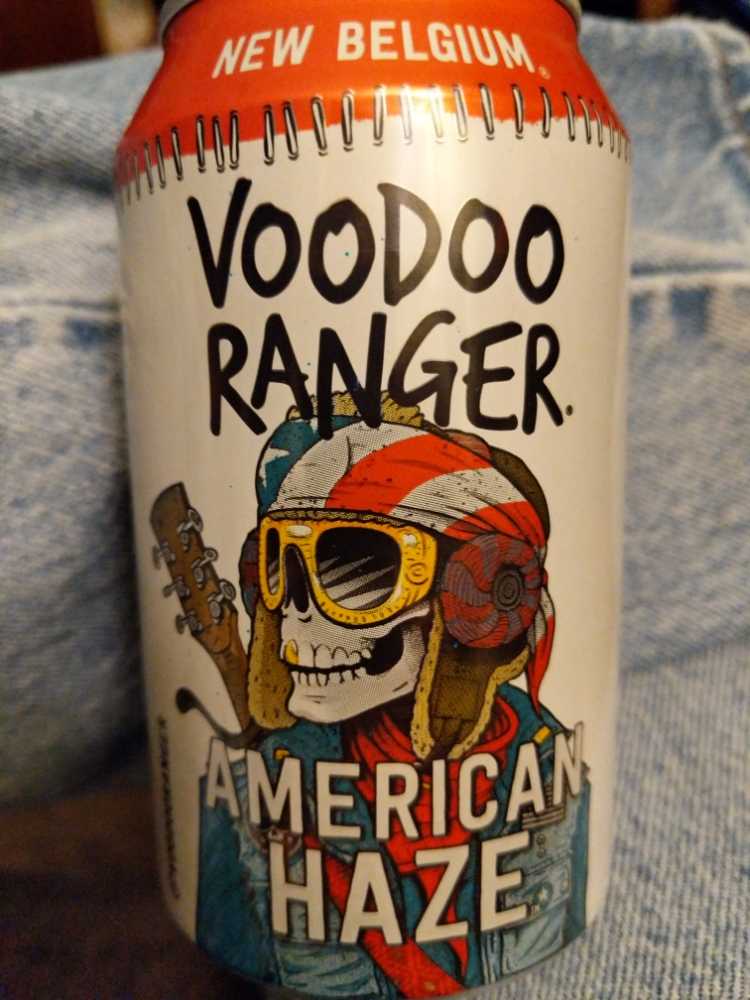 NEW BELGIUM®
VOODOO
RANGER.
AMERICAN
HAZE